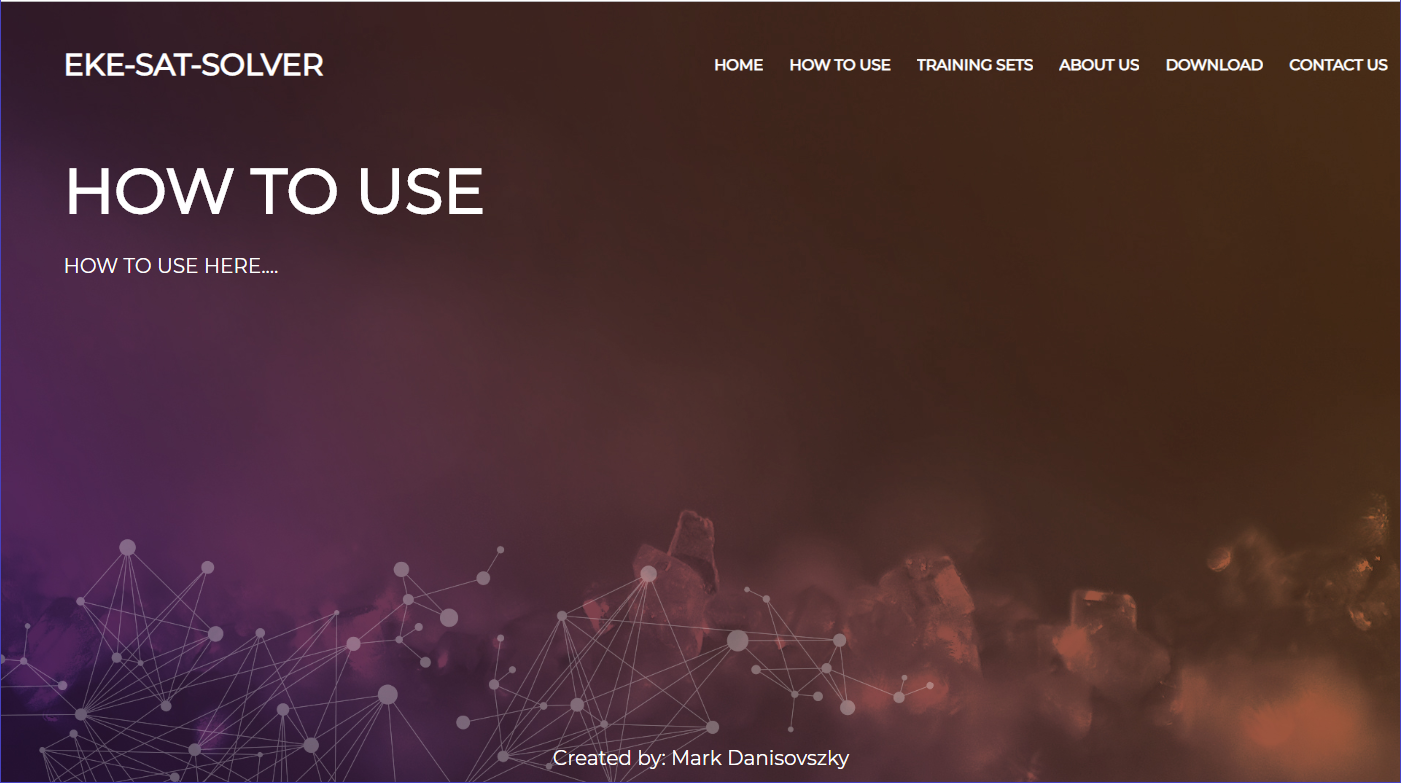 EKE-SAT-SOLVER
HOME HOW TO USE TRAINING SETS ABOUT US DOWNLOAD CONTACT US
HOW TO USE
HOW TO USE HERE....
Created by: Mark Danisovszky